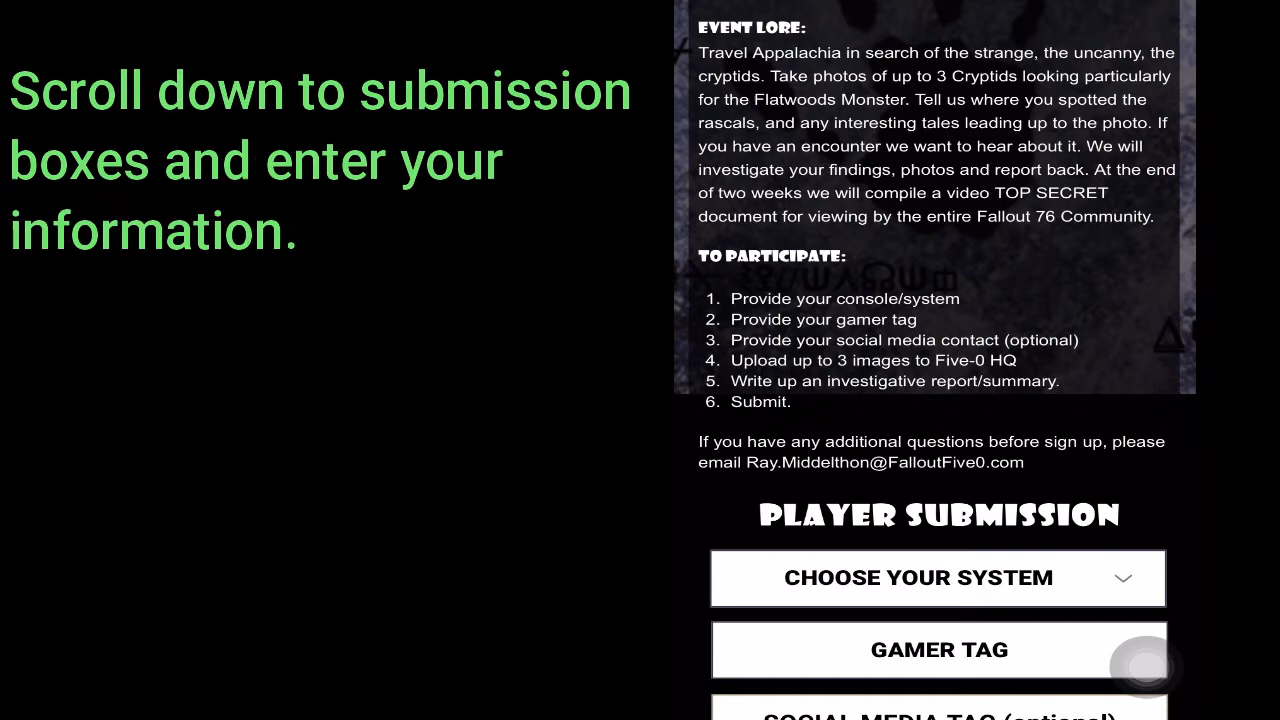 Scroll down to submission
boxes and enter your
information.
EVENT LORE:
Travel Appalachia in search of the strange, the uncanny, the
cryptids. Take photos of up to 3 Cryptids looking particularly
for the Flatwoods Monster. Tell us where you spotted the
rascals, and any interesting tales leading up to the photo. If
you have an encounter we want to hear about it. We will
investigate your findings, photos and report back. At the end
of two weeks we will compile a video TOP SECRET
document for viewing by the entire Fallout 76 Community.
TO PARTICIPATE:
1. Provide your console/system
2. Provide your gamer tag
3. Provide your social media contact (optional)
4. Upload up to 3 images to Five-0 HQ
5. Write up an investigative report/summary.
6. Submit.
If you have any additional questions before sign up, please
email Ray.Middelthon@FalloutFive0.com
PLAYER SUBMISSION
CHOOSE YOUR SYSTEM
GAMER TAG
SOCIAL MEDIA TAG (optional)